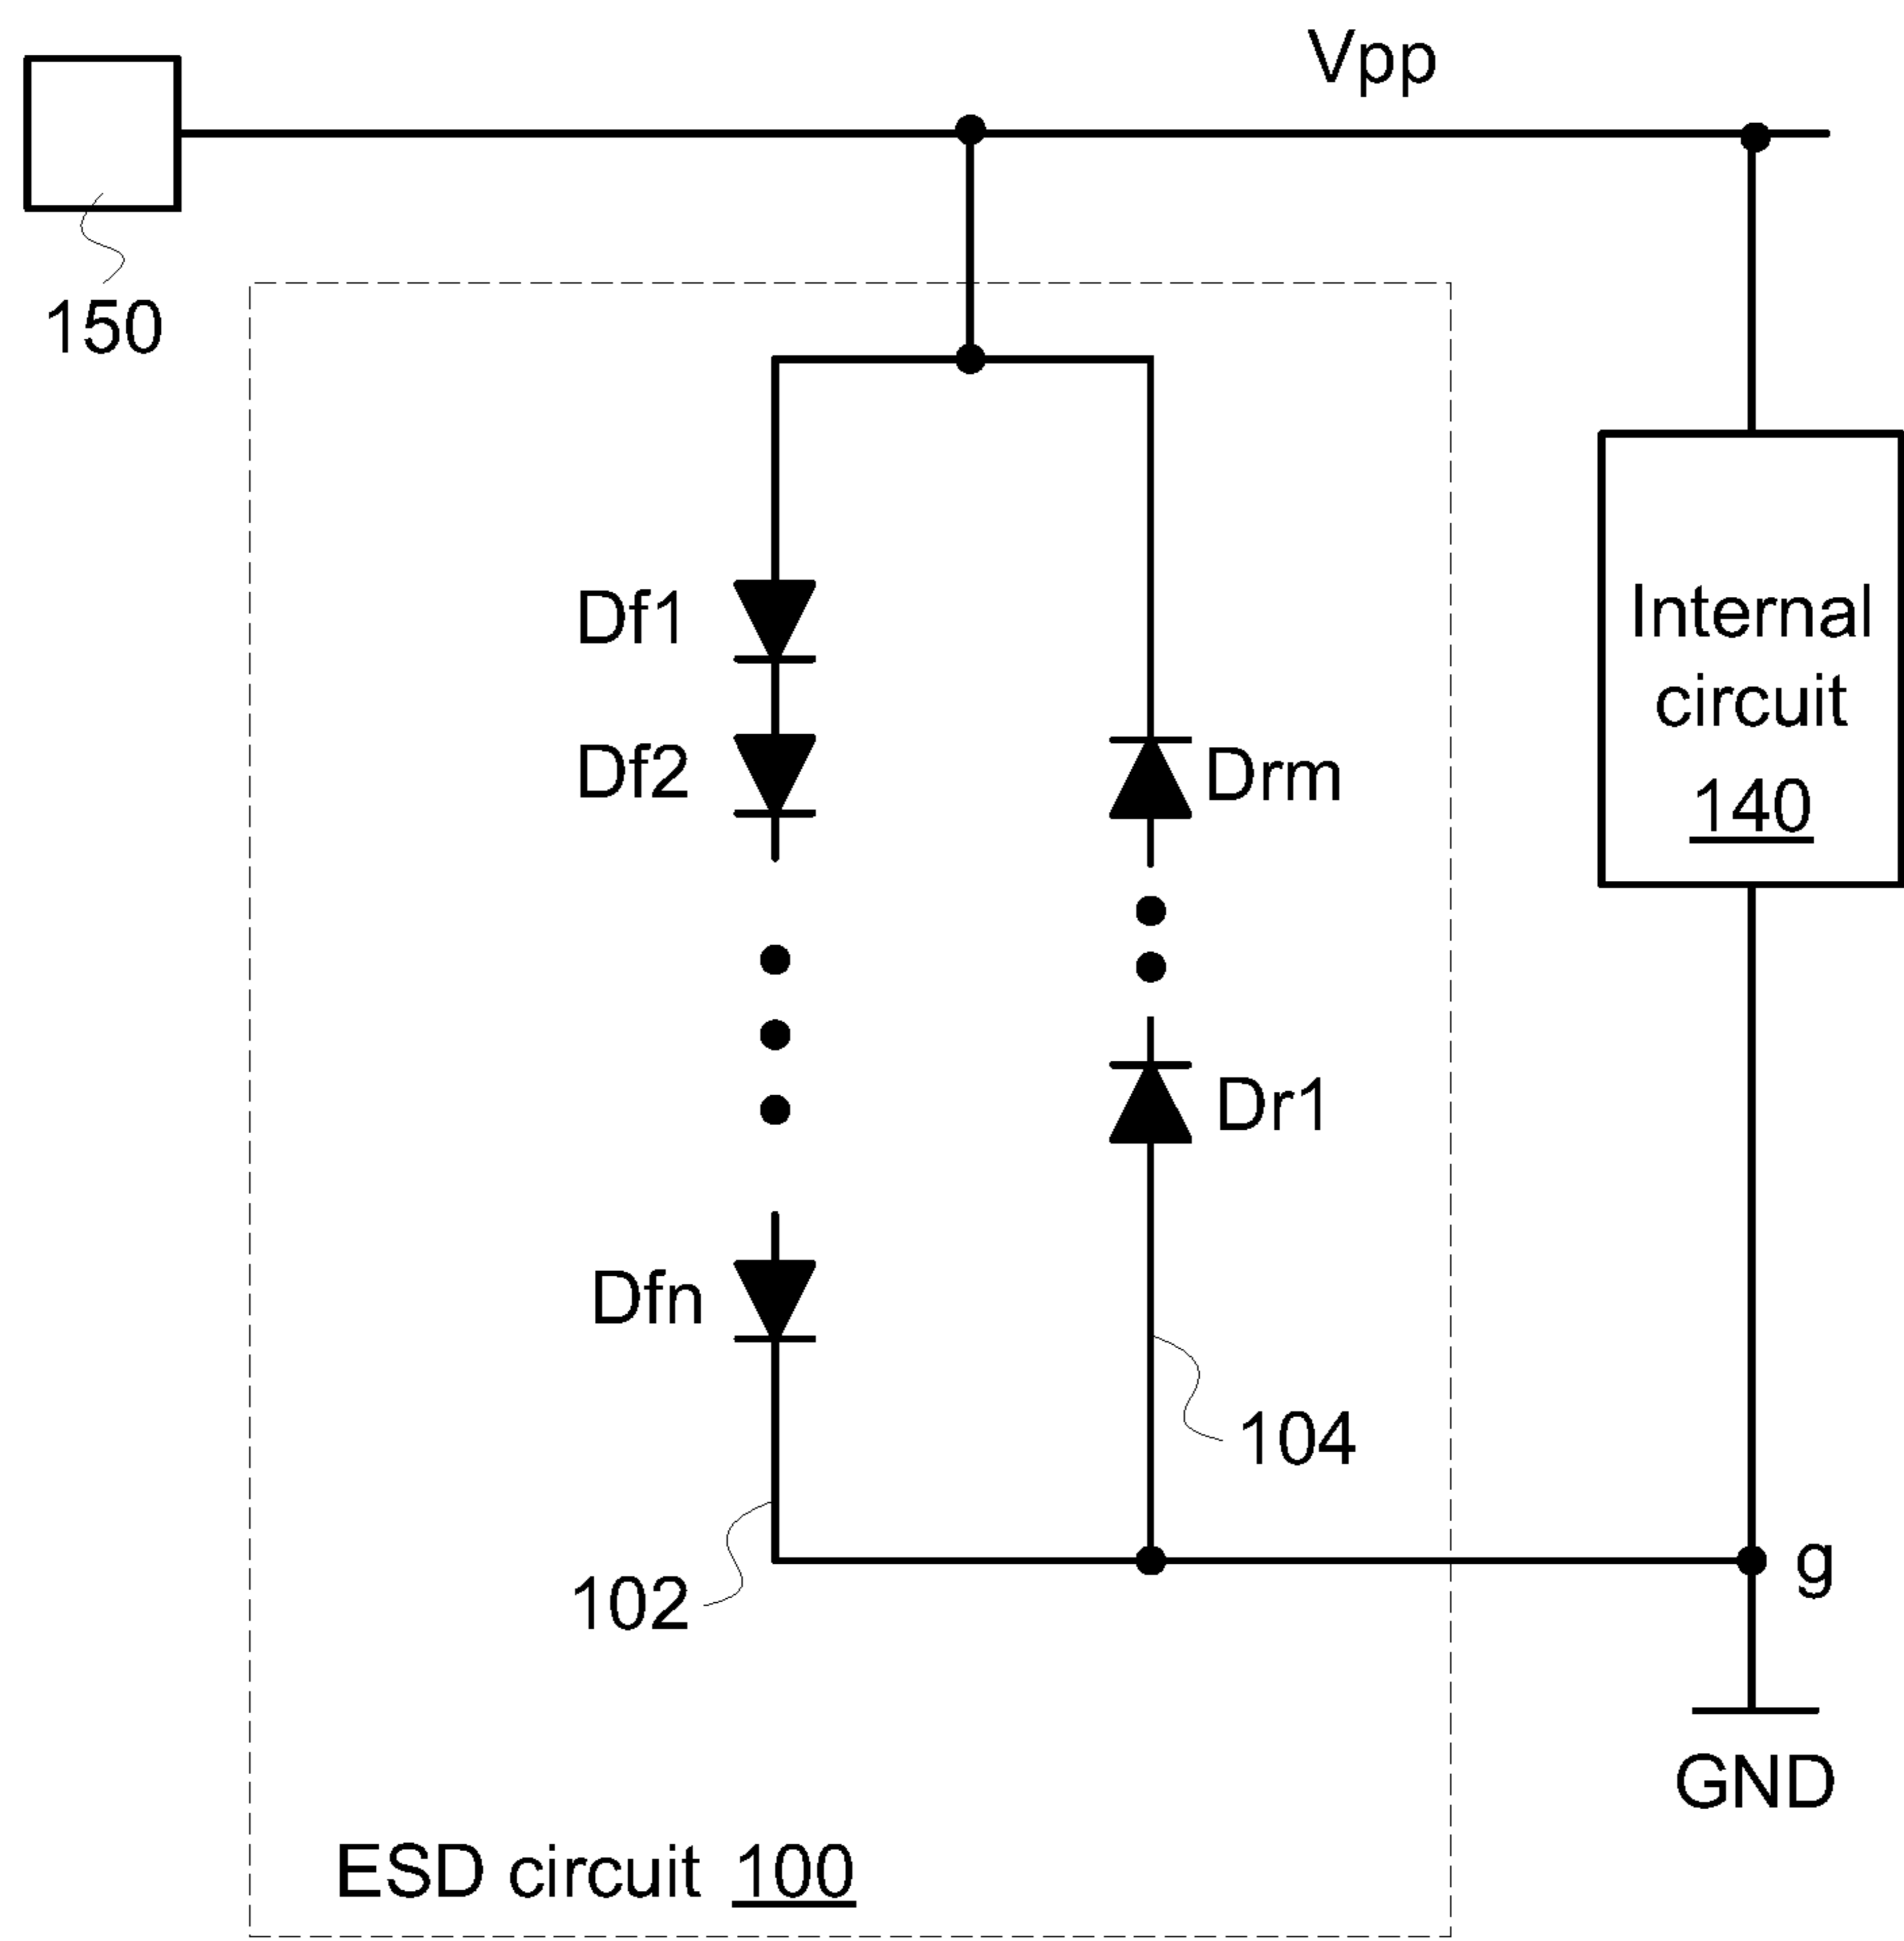 Vpp
150
Df1
Df2
Drm
Internal
circuit
140
Dr1
Dfn
104
102
g
GND
ESD circuit 100